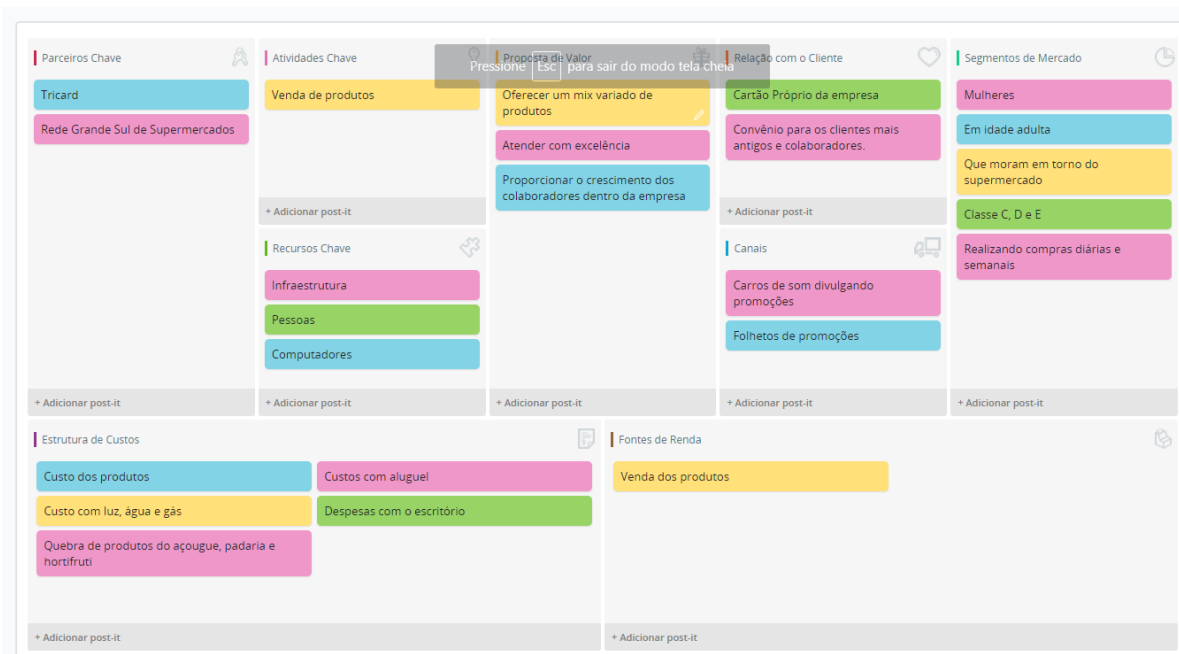 Parceiros Chave
Tricard
Rede Grande Sul de Supermercados
+ Adicionar post-it
Atividades Chave
Venda de produtos
+ Adicionar post-it
Recursos Chave
Infraestrutura
Pessoas
Computadores
+ Adicionar post-it
Pressione Esc para sair do modo tela cheia
Proposta de Valor
Oferecer um mix variado de
produtos
Atender com excelência
Proporcionar o crescimento dos
colaboradores dentro da empresa
+ Adicionar post-it
Relação com o Cliente
Cartão Próprio da empresa
Convênio para os clientes mais
antigos e colaboradores.
+ Adicionar post-it
Canais
Carros de som divulgando
promoções
Folhetos de promoções
+ Adicionar post-it
Segmentos de Mercado
Mulheres
Em idade adulta
Que moram em torno do
supermercado
Classe C, D e E
Realizando compras diárias e
semanais
+ Adicionar post-it
Estrutura de Custos
Custo dos produtos
Custos com aluguel
Custo com luz, água e gás
Despesas com o escritório
Quebra de produtos do açougue, padaria e
hortifruti
+ Adicionar post-it
Fontes de Renda
Venda dos produtos
+ Adicionar post-it